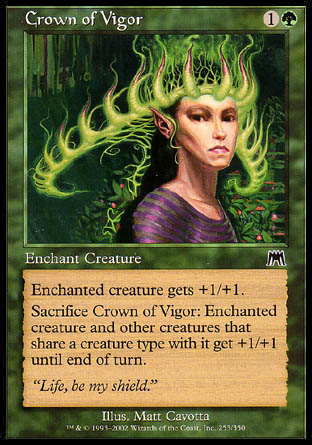 Crown of Vigor 1
Enchant Creature
Enchanted creature gets +1/+1.
Sacrifice Crown of Vigor: Enchanted
creature and other creatures that
share a creature type with it get +1/+1
until end of turn.
“Life, be my shield.”
Illus. Matt Cavotta
™ & © 1993–2002 Wizards of the Coast, Inc. 253/350